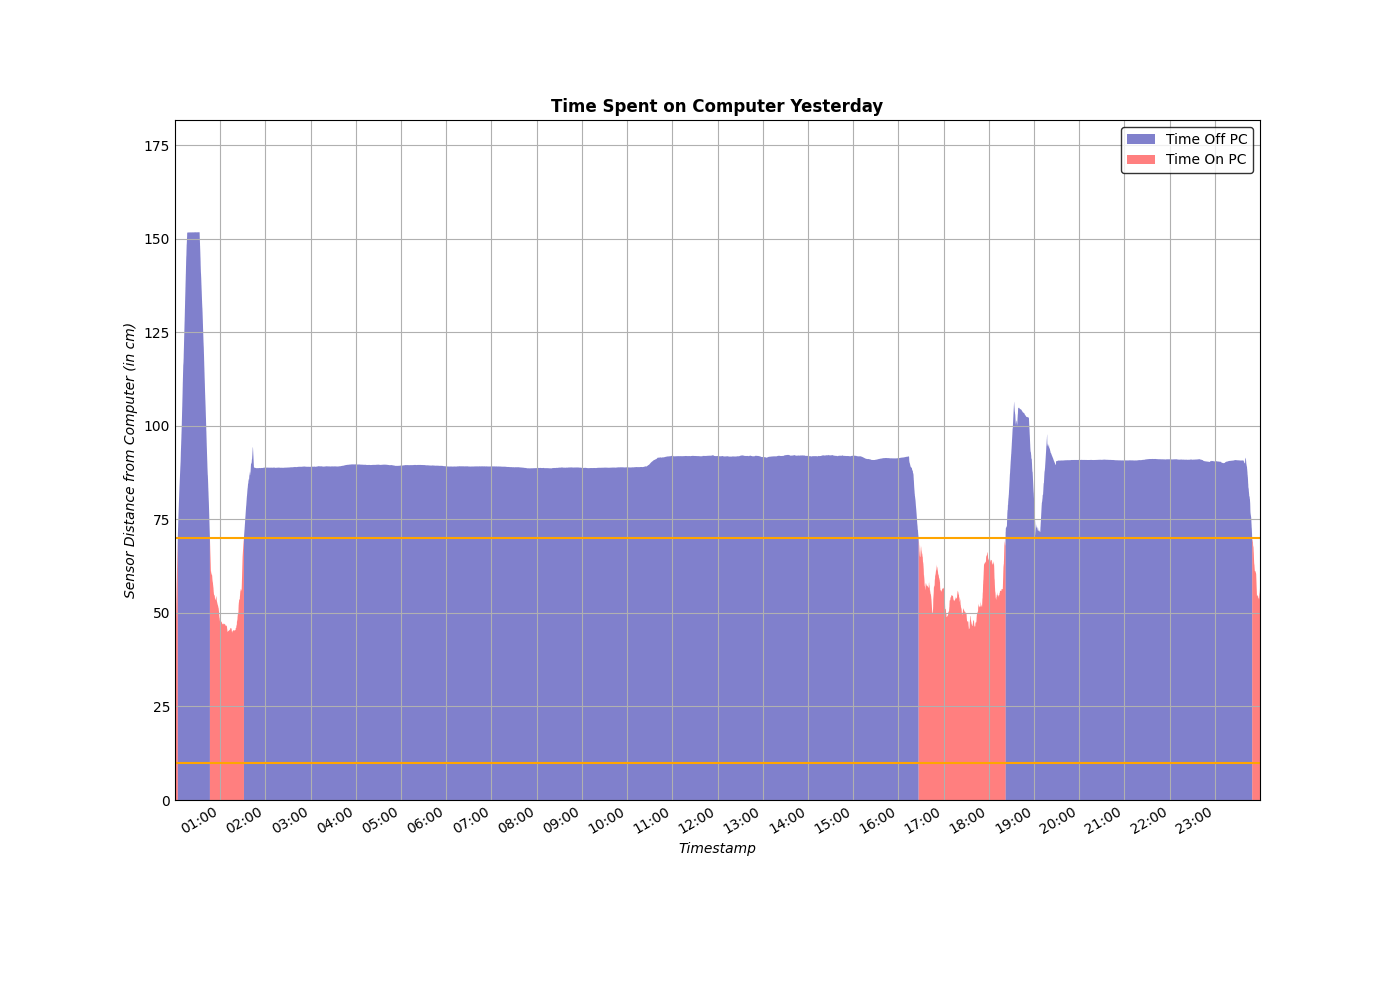 Time Spent on Computer Yesterday
Time Off PC
Time On PC
175
150
125
100
75
50
25
0
Sensor Distance from Computer (in cm)
01:00 02:00 03:00 04:00 05:00 06:00 07:00 08:00 09:00 10:00 11:00 12:00 13:00 14:00 15:00 16:00 17:00 18:00 19:00 20:00 21:00 22:00 23:00
Timestamp